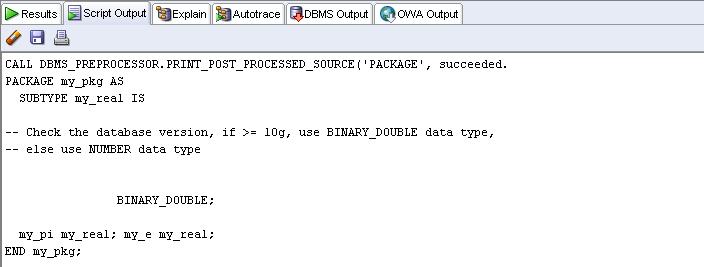 Results Script Output Explain Autotrace DBMS Output OWA Output
CALL DBMS_PREPROCESSOR.PRINT_POST_PROCESSED_SOURCE('PACKAGE', succeeded.
PACKAGE my_pkg AS
  SUBTYPE my_real IS
-- Check the database version, if >= 10g, use BINARY_DOUBLE data type,
-- else use NUMBER data type
                BINARY_DOUBLE;
  my_pi my_real; my_e my_real;
END my_pkg;